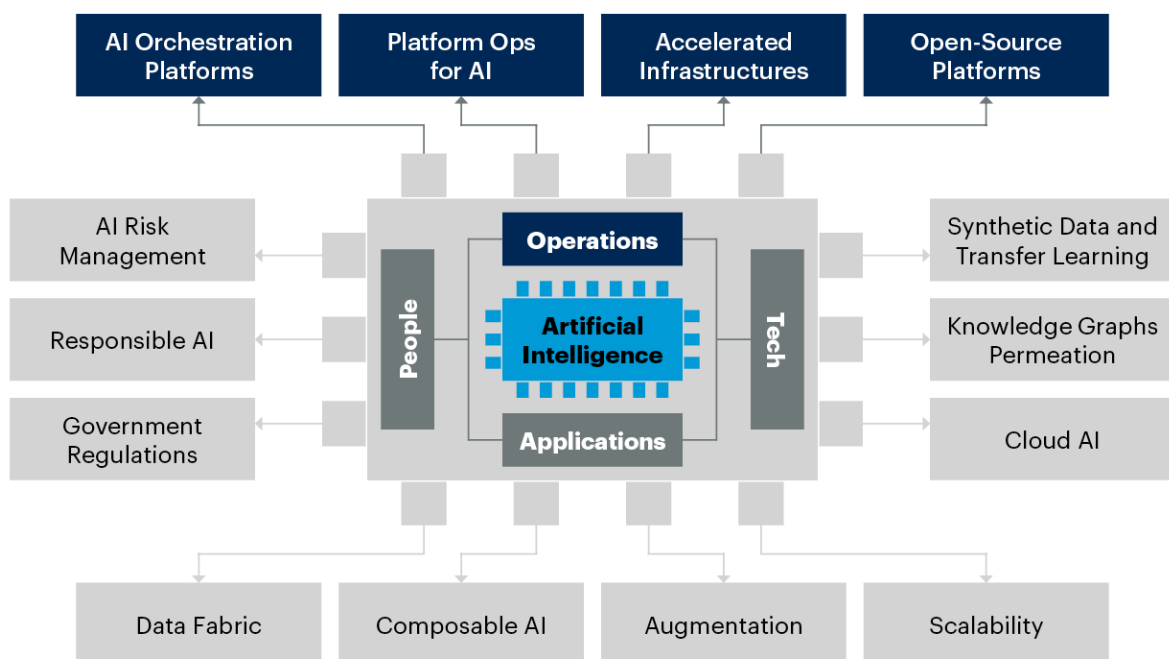 AI Orchestration
Platforms
Platform Ops
for AI
Accelerated
Infrastructures
Open-Source
Platforms
AI Risk
Management
Responsible AI
Government
Regulations
People
Operations
Artificial
Intelligence
Applications
Tech
Synthetic Data and
Transfer Learning
Knowledge Graphs
Permeation
Cloud AI
Data Fabric
Composable AI
Augmentation
Scalability